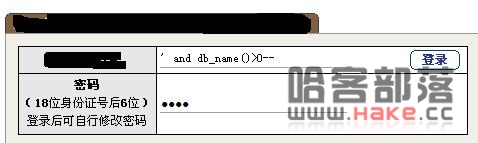 ' and db_name()>0--
登录
密码
（18位身份证号后6位）
登录后可自行修改密码
哈客部落
www.Hake.cc